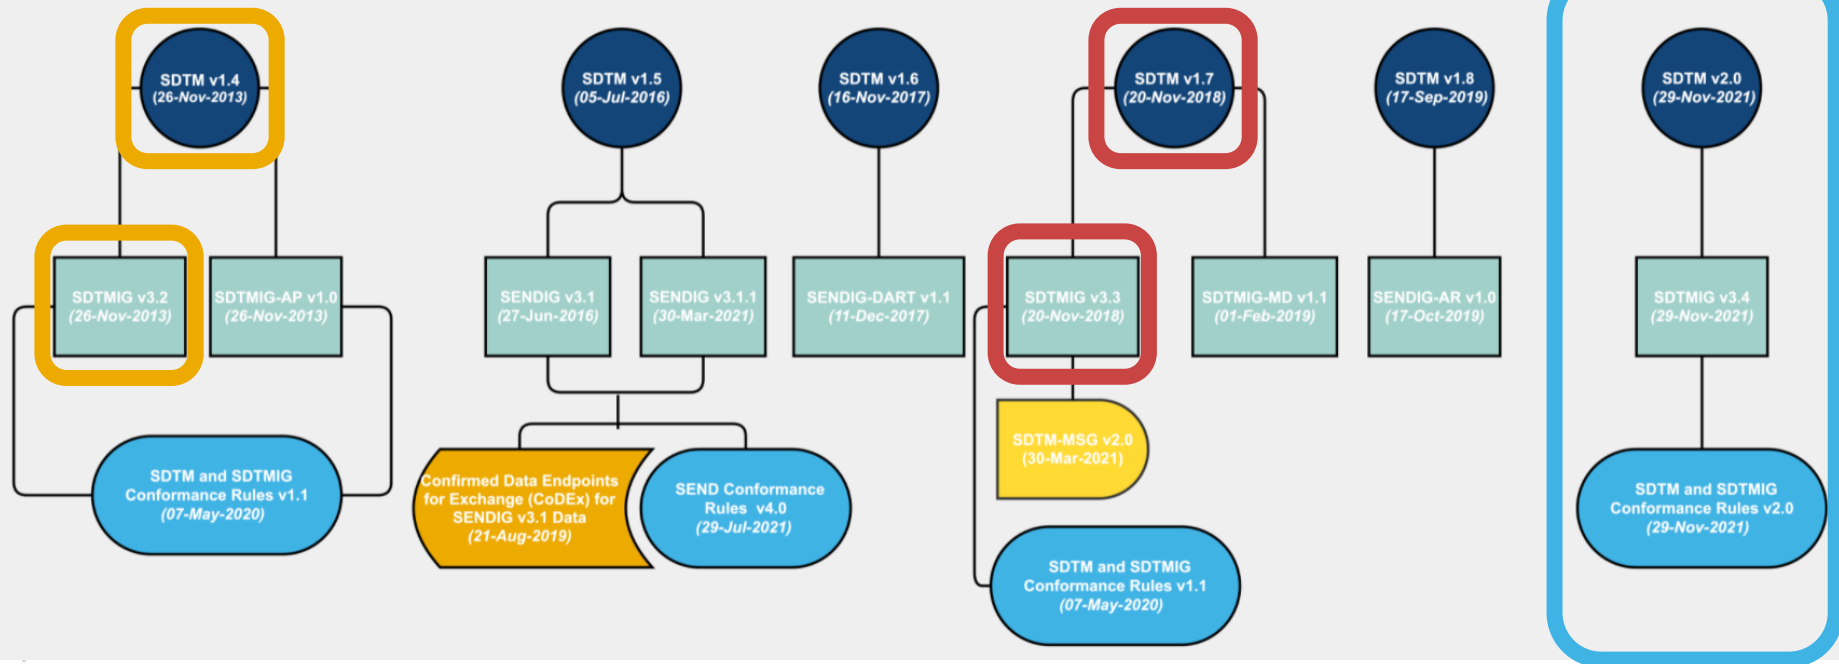 SDTM v1.4
(26-Nov-2013)
SDTM v1.5
(05-Jul-2016)
SDTM v1.6
(16-Nov-2017)
SDTM v1.7
(20-Nov-2018)
SDTM v1.8
(17-Sep-2019)
SDTM v2.0
(29-Nov-2021)
SDTMIG v3.2
(26-Nov-2013)
SDTMIG-AP v1.0
(26-Nov-2013)
SENDIG v3.1
(27-Jun-2016)
SENDIG v3.1.1
(30-Mar-2021)
SENDIG-DART v1.1
(11-Dec-2017)
SDTMIG v3.3
(20-Nov-2018)
SDTMIG-MD v1.1
(01-Feb-2019)
SENDIG-AR v1.0
(17-Oct-2019)
SDTMIG v3.4
(29-Nov-2021)
SDTM and SDTMIG
Conformance Rules v1.1
(07-May-2020)
Confirmed Data Endpoints
for Exchange (CoDEx) for
SENDIG v3.1 Data
(21-Aug-2019)
SEND Conformance
Rules v4.0
(29-Jul-2021)
SDTM-MSG v2.0
(30-Mar-2021)
SDTM and SDTMIG
Conformance Rules v1.1
(07-May-2020)
SDTM and SDTMIG
Conformance Rules v2.0
(29-Nov-2021)